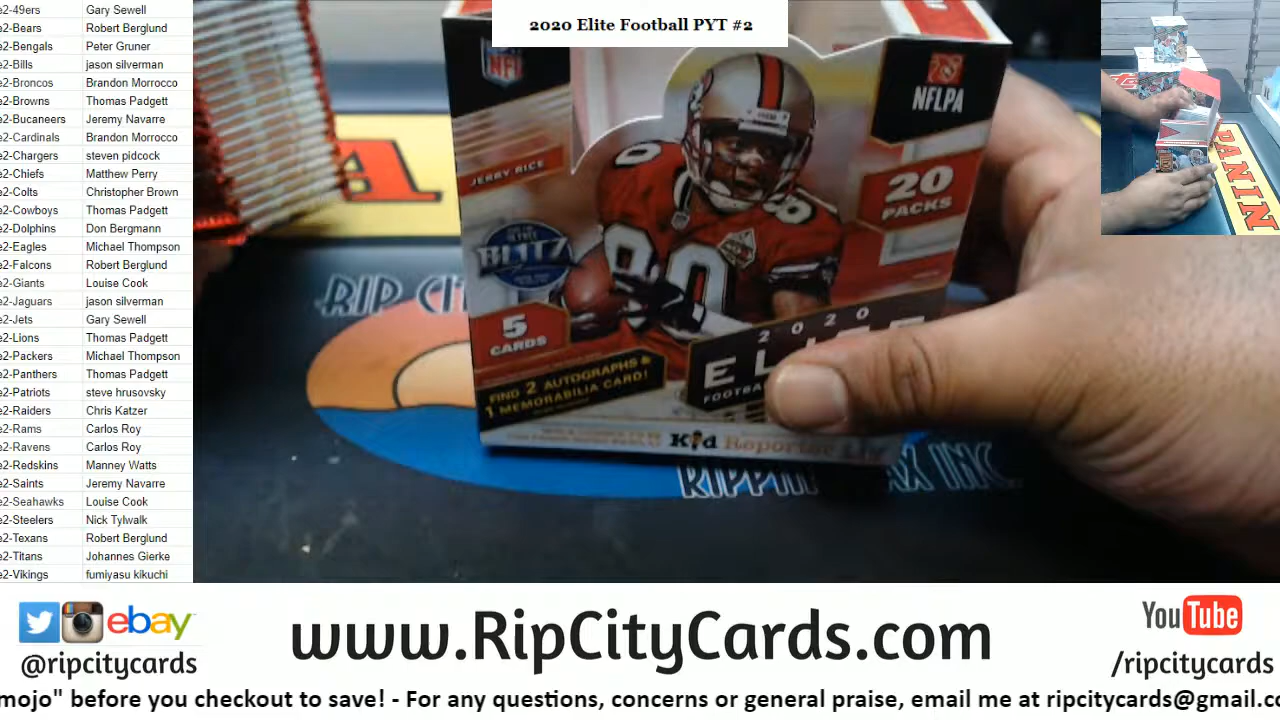 2020 Elite Football PYT #2
e2-49ers Gary Sewell
e2-Bears Robert Berglund
e2-Bengals Peter Gruner
e2-Bills jason silverman
e2-Broncos Brandon Morrocco
e2-Browns Thomas Padgett
e2-Bucaneers Jeremy Navarre
e2-Cardinals Brandon Morrocco
e2-Chargers steven pidcock
e2-Chiefs Matthew Perry
e2-Colts Christopher Brown
e2-Cowboys Thomas Padgett
e2-Dolphins Don Bergmann
e2-Eagles Michael Thompson
e2-Falcons Robert Berglund
e2-Giants Louise Cook
e2-Jaguars jason silverman
e2-Jets Gary Sewell
e2-Lions Thomas Padgett
e2-Packers Michael Thompson
e2-Panthers Thomas Padgett
e2-Patriots steve hrusovsky
e2-Raiders Chris Katzer
e2-Rams Carlos Roy
e2-Ravens Carlos Roy
e2-Redskins Manney Watts
e2-Saints Jeremy Navarre
e2-Seahawks Louise Cook
e2-Steelers Nick Tylwalk
e2-Texans Robert Berglund
e2-Titans Johannes Gierke
e2-Vikings fumiyasu kikuchi
NFL
NFLPA
JERRY RICE
20
PACKS
BLITZ
80
5
CARDS
2020
FIND 2 AUTOGRAPHS &
1 MEMORABILIA CARD!
Kid Reporter
RIP
PANIN
ebay
@ripcitycards
www.RipCityCards.com
YouTube
/ripcitycards
mojo" before you checkout to save! - For any questions, concerns or general praise, email me at ripcitycards@gmail.co